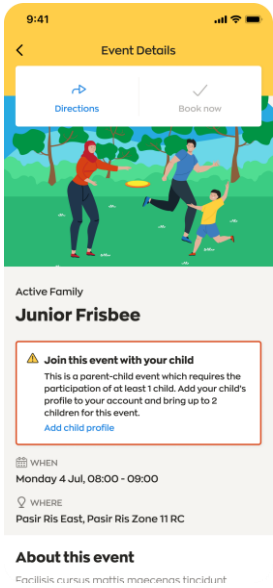 9:41
Event Details
Directions
Book now
Active Family
Junior Frisbee
Join this event with your child
This is a parent-child event which requires the
participation of at least 1 child. Add your child's
profile to your account and bring up to 2
children for this event.
Add child profile
WHEN
Monday 4 Jul, 08:00 - 09:00
WHERE
Pasir Ris East, Pasir Ris Zone 11 RC
About this event
Facilisis cursus mattis maecenas tincidunt